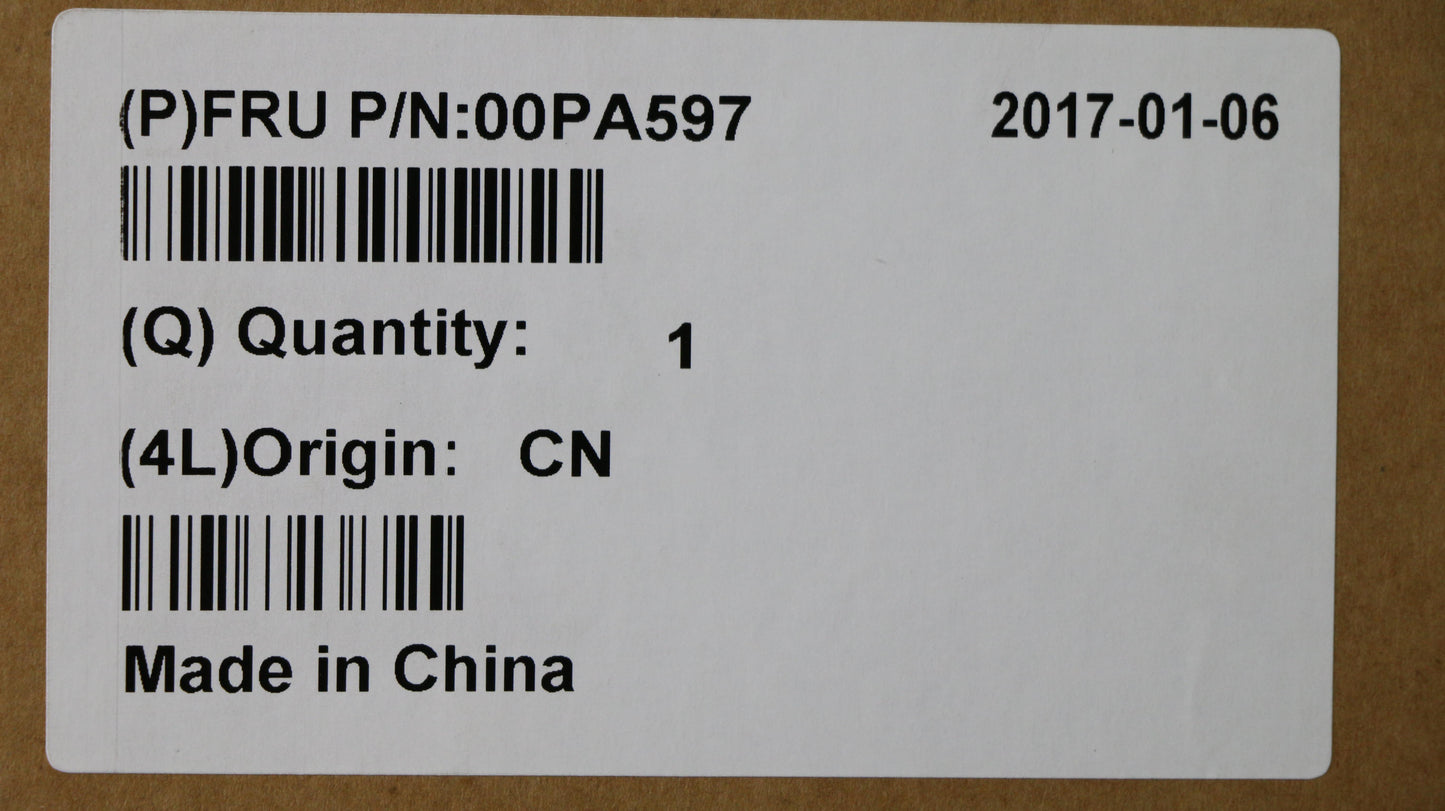 (P)FRU P/N:00PA597 2017-01-06
(Q) Quantity: 1
(4L)Origin: CN
Made in China